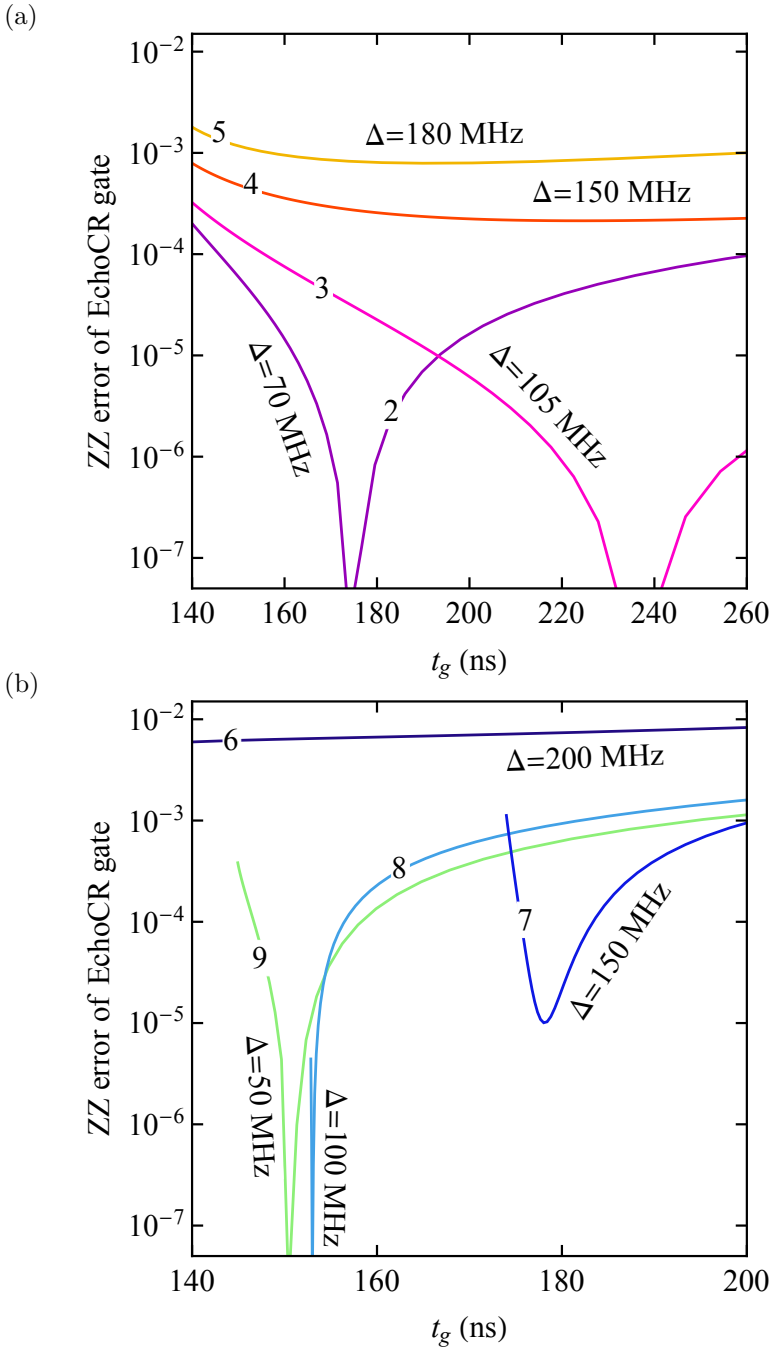 (a)
10⁻²
5
Δ=180 MHz
10⁻³
4
Δ=150 MHz
10⁻⁴
3
10⁻⁵
Δ=70 MHz
2
Δ=105 MHz
10⁻⁶
10⁻⁷
ZZ error of EchoCR gate
140 160 180 200 220 240 260
t_g (ns)
(b)
10⁻²
6
Δ=200 MHz
10⁻³
8
10⁻⁴
7
9
Δ=150 MHz
10⁻⁵
Δ=50 MHz
Δ=100 MHz
10⁻⁶
10⁻⁷
ZZ error of EchoCR gate
140 160 180 200
t_g (ns)